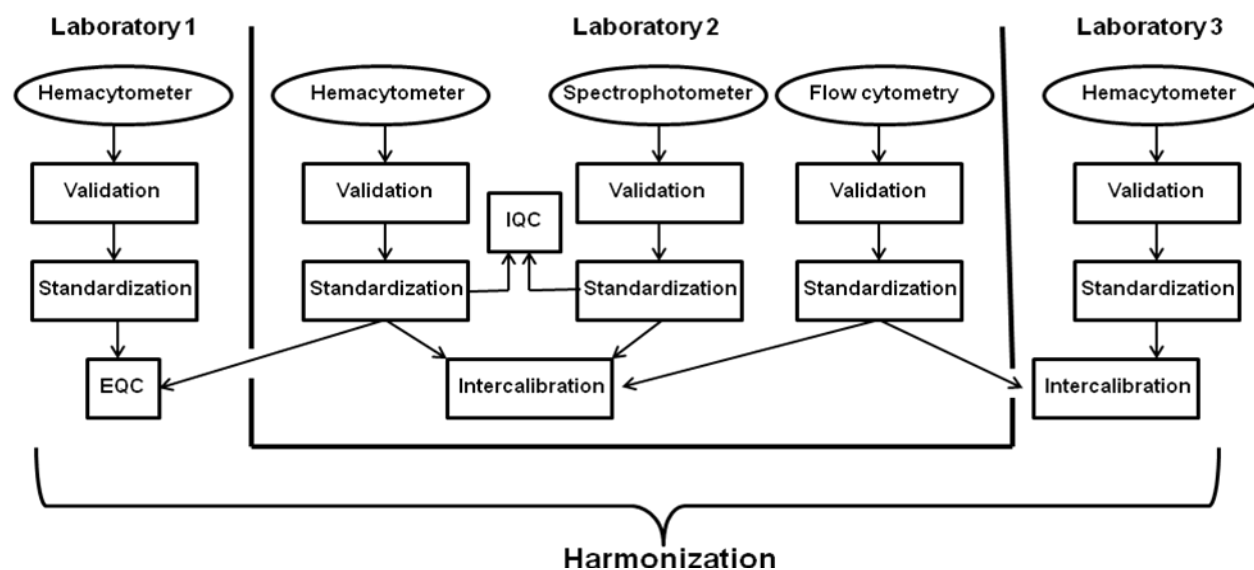 Laboratory 1
Laboratory 2
Laboratory 3
Hemacytometer
Hemacytometer
Spectrophotometer
Flow cytometry
Hemacytometer
Validation
Validation
IQC
Validation
Validation
Validation
Standardization
Standardization
Standardization
Standardization
Standardization
EQC
Intercalibration
Intercalibration
Harmonization